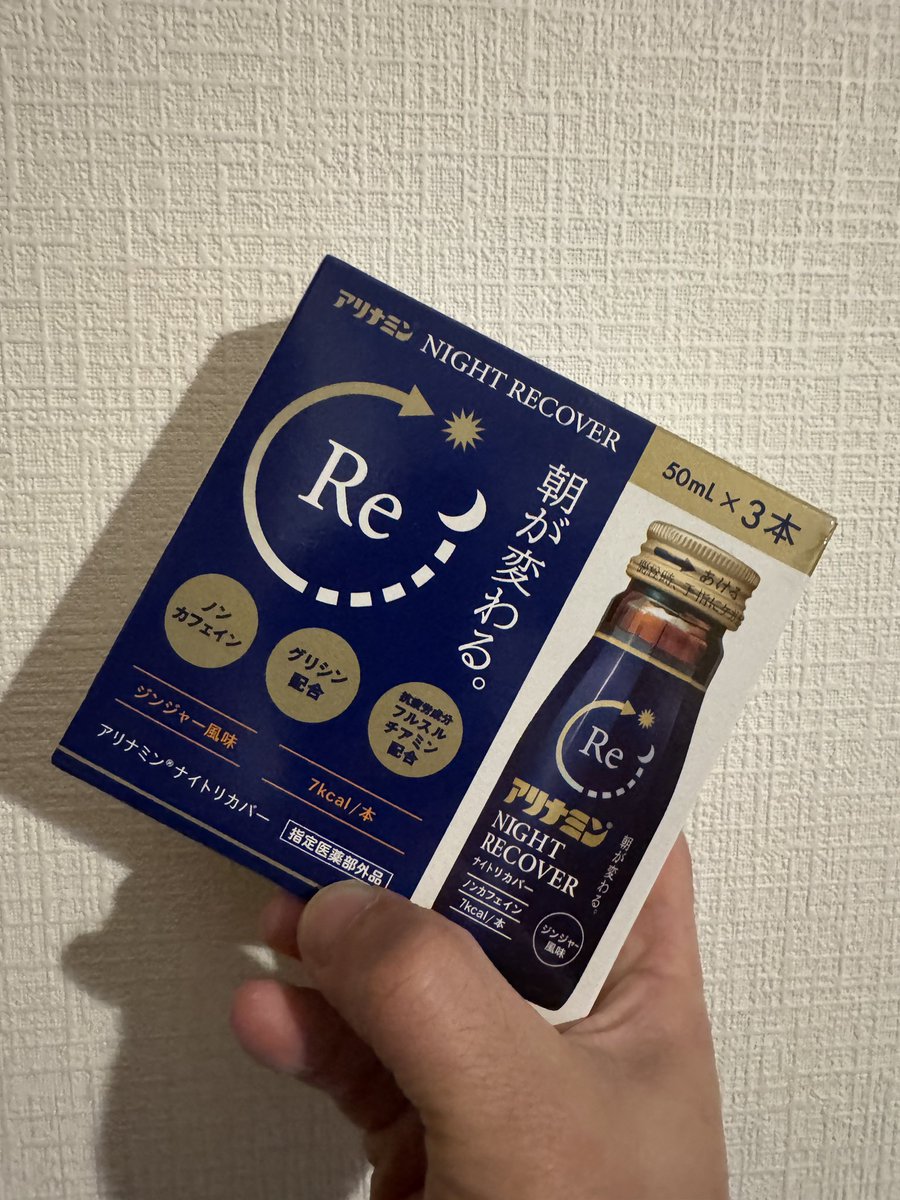 アリナミン NIGHT RECOVER
Re
朝が変わる。
ノン
カフェイン
グリシン
配合
抗疲労成分
フルスル
チアミン
配合
ジンジャー風味
7kcal/本
アリナミン®ナイトリカバー
指定医薬部外品
50mL×3本
あける
Re
アリナミン®
NIGHT
RECOVER
ナイトリカバー
ノンカフェイン
7kcal/本
朝が変わる。
ジンジャー
風味